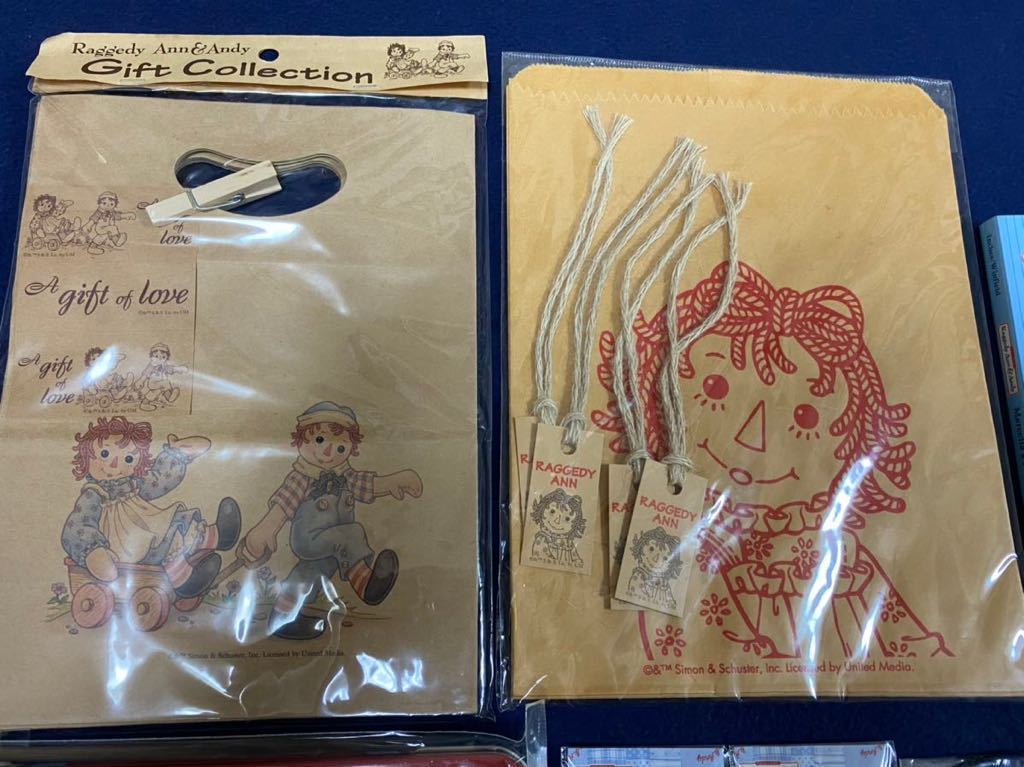 Raggedy Ann & Andy
Gift Collection
of
love
A gift of love
A gift
of
love
© & ™ Simon & Schuster, Inc. Licensed by United Media.
RAGGEDY
ANN
RAGGEDY
ANN
©&™ Simon & Schuster, Inc. Licensed by United Media.